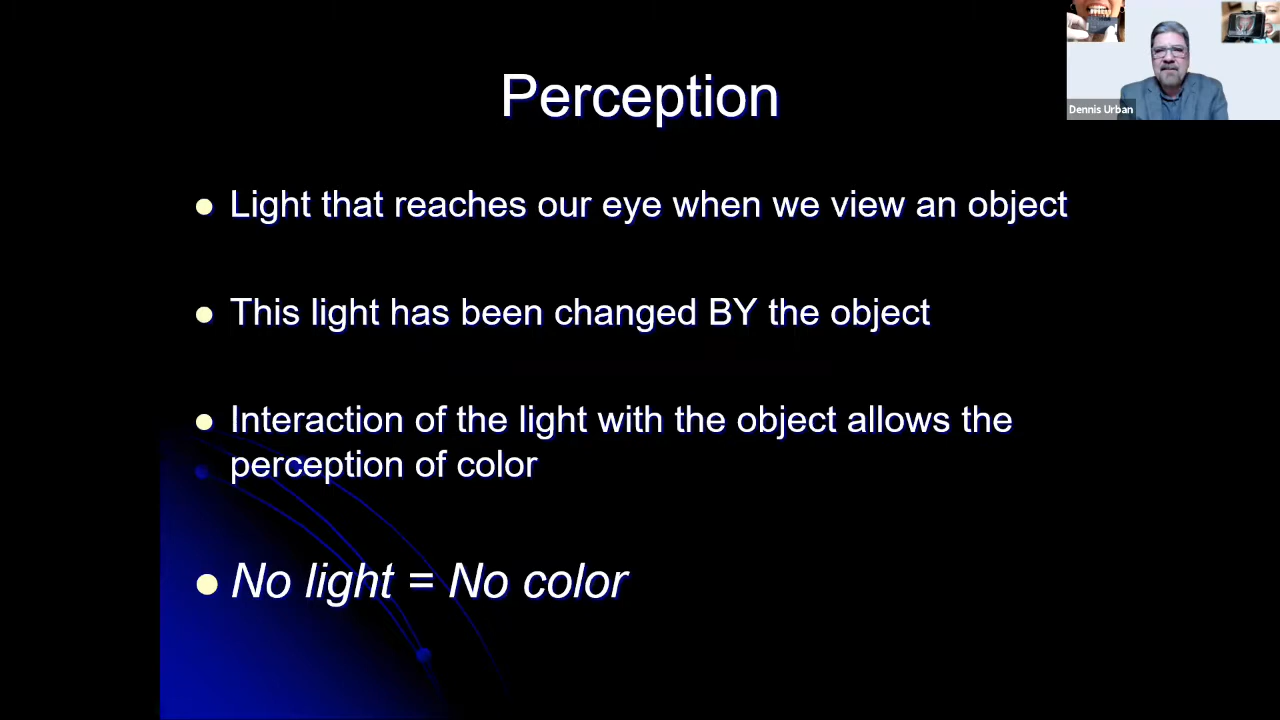 Perception
Dennis Urban
Light that reaches our eye when we view an object
This light has been changed BY the object
Interaction of the light with the object allows the
perception of color
No light = No color